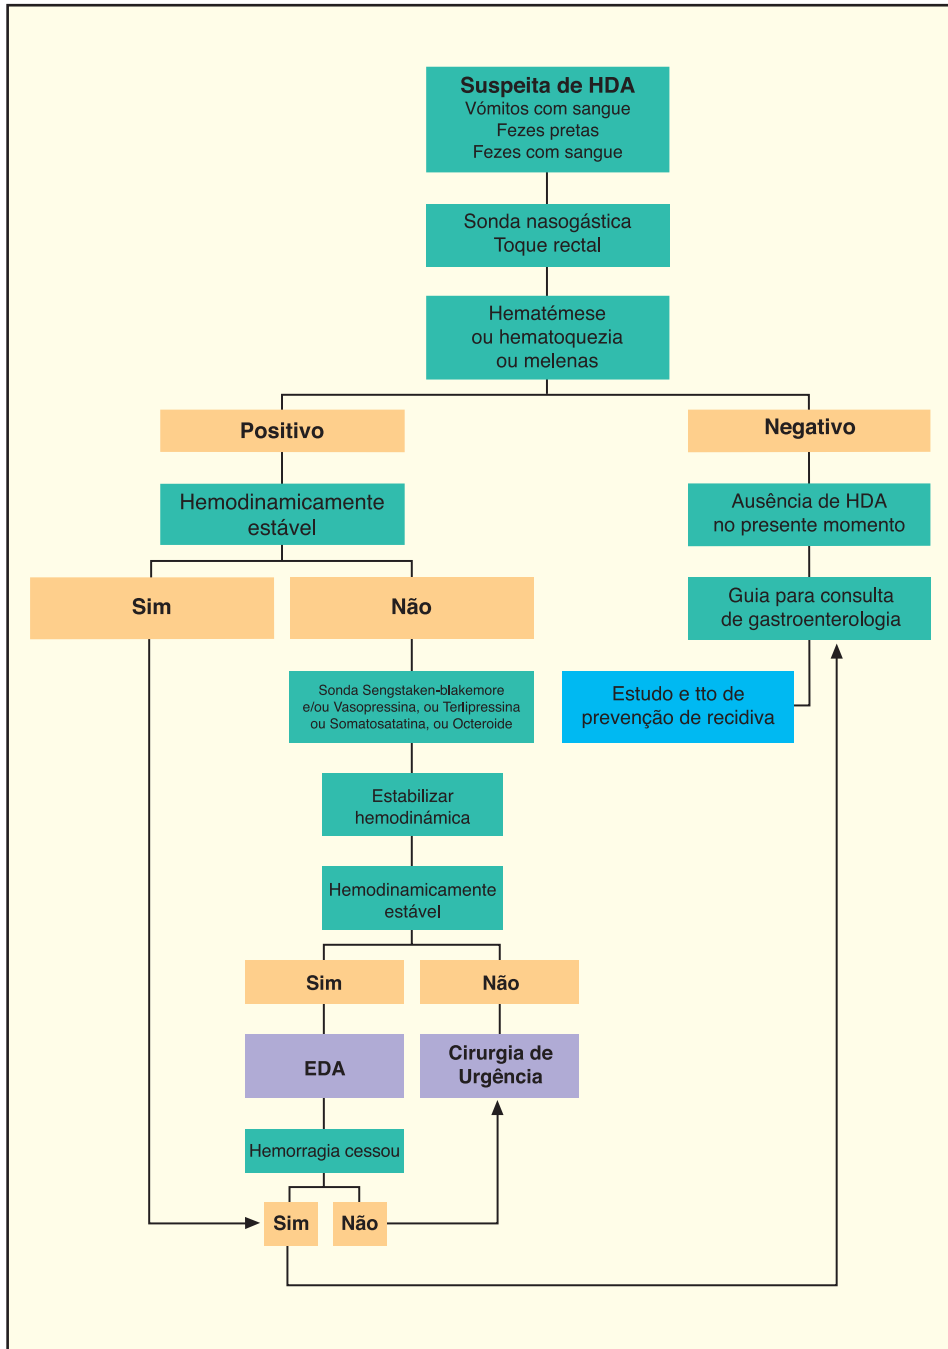 Suspeita de HDA
Vómitos com sangue
Fezes pretas
Fezes com sangue
Sonda nasogástica
Toque rectal
Hematémese
ou hematoquezia
ou melenas
Positivo
Negativo
Hemodinamicamente
estável
Ausência de HDA
no presente momento
Sim
Não
Guia para consulta
de gastroenterologia
Sonda Sengstaken-blakemore
e/ou Vasopressina, ou Terlipressina
ou Somatosatatina, ou Octeroide
Estudo e tto de
prevenção de recidiva
Estabilizar
hemodinámica
Hemodinamicamente
estável
Sim
Não
EDA
Cirurgia de
Urgência
Hemorragia cessou
Sim
Não